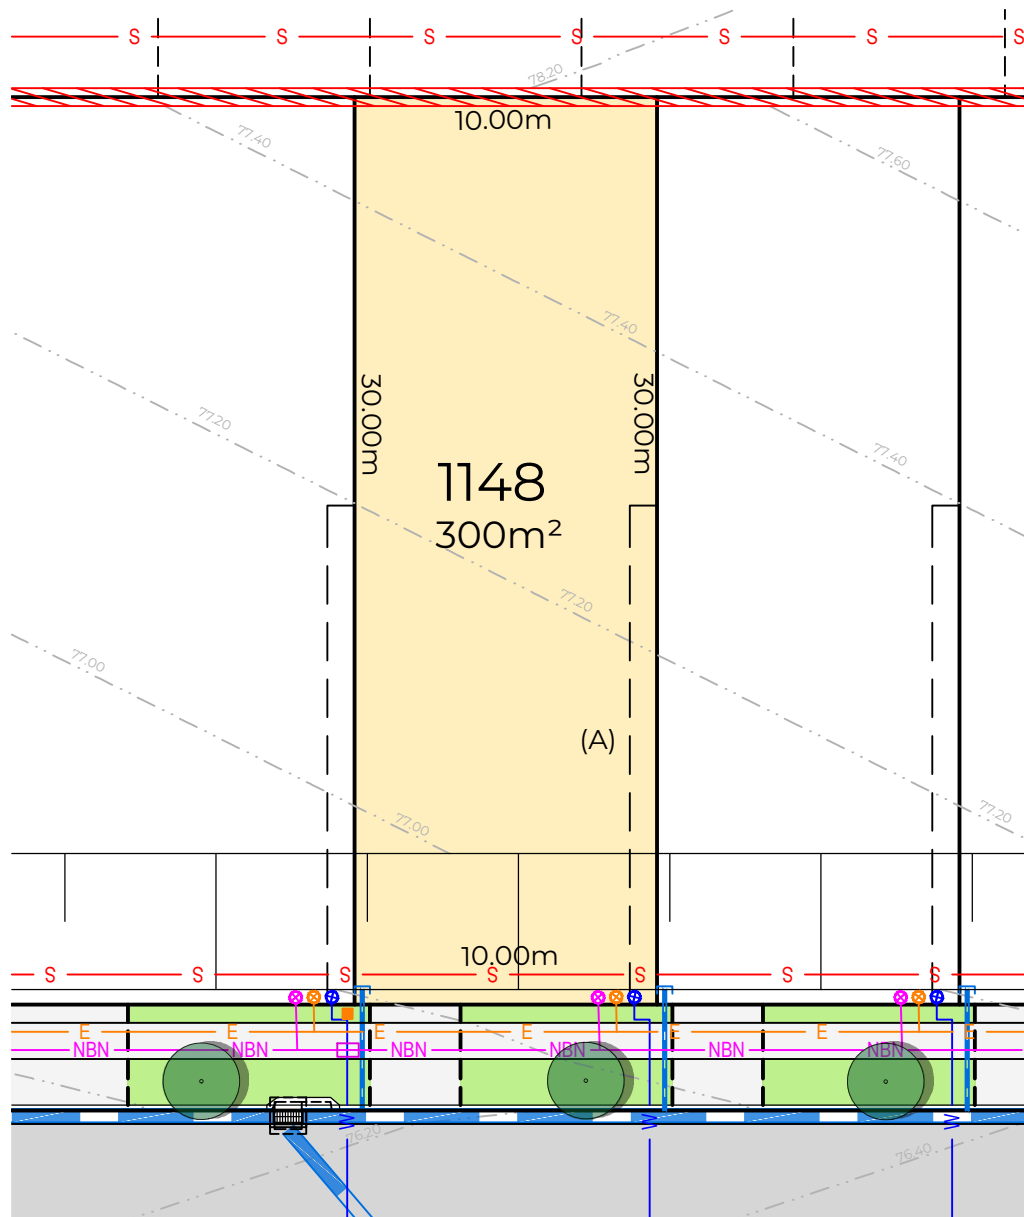 S S S S S S S
78.20
10.00m
77.40
77.60
77.40
30.00m
30.00m
77.20
77.40
1148
300m²
77.20
77.00
(A)
77.20
77.00
10.00m
S S S S S S S
E E E E E E E
NBN NBN NBN NBN NBN NBN
W W W
76.20
76.40